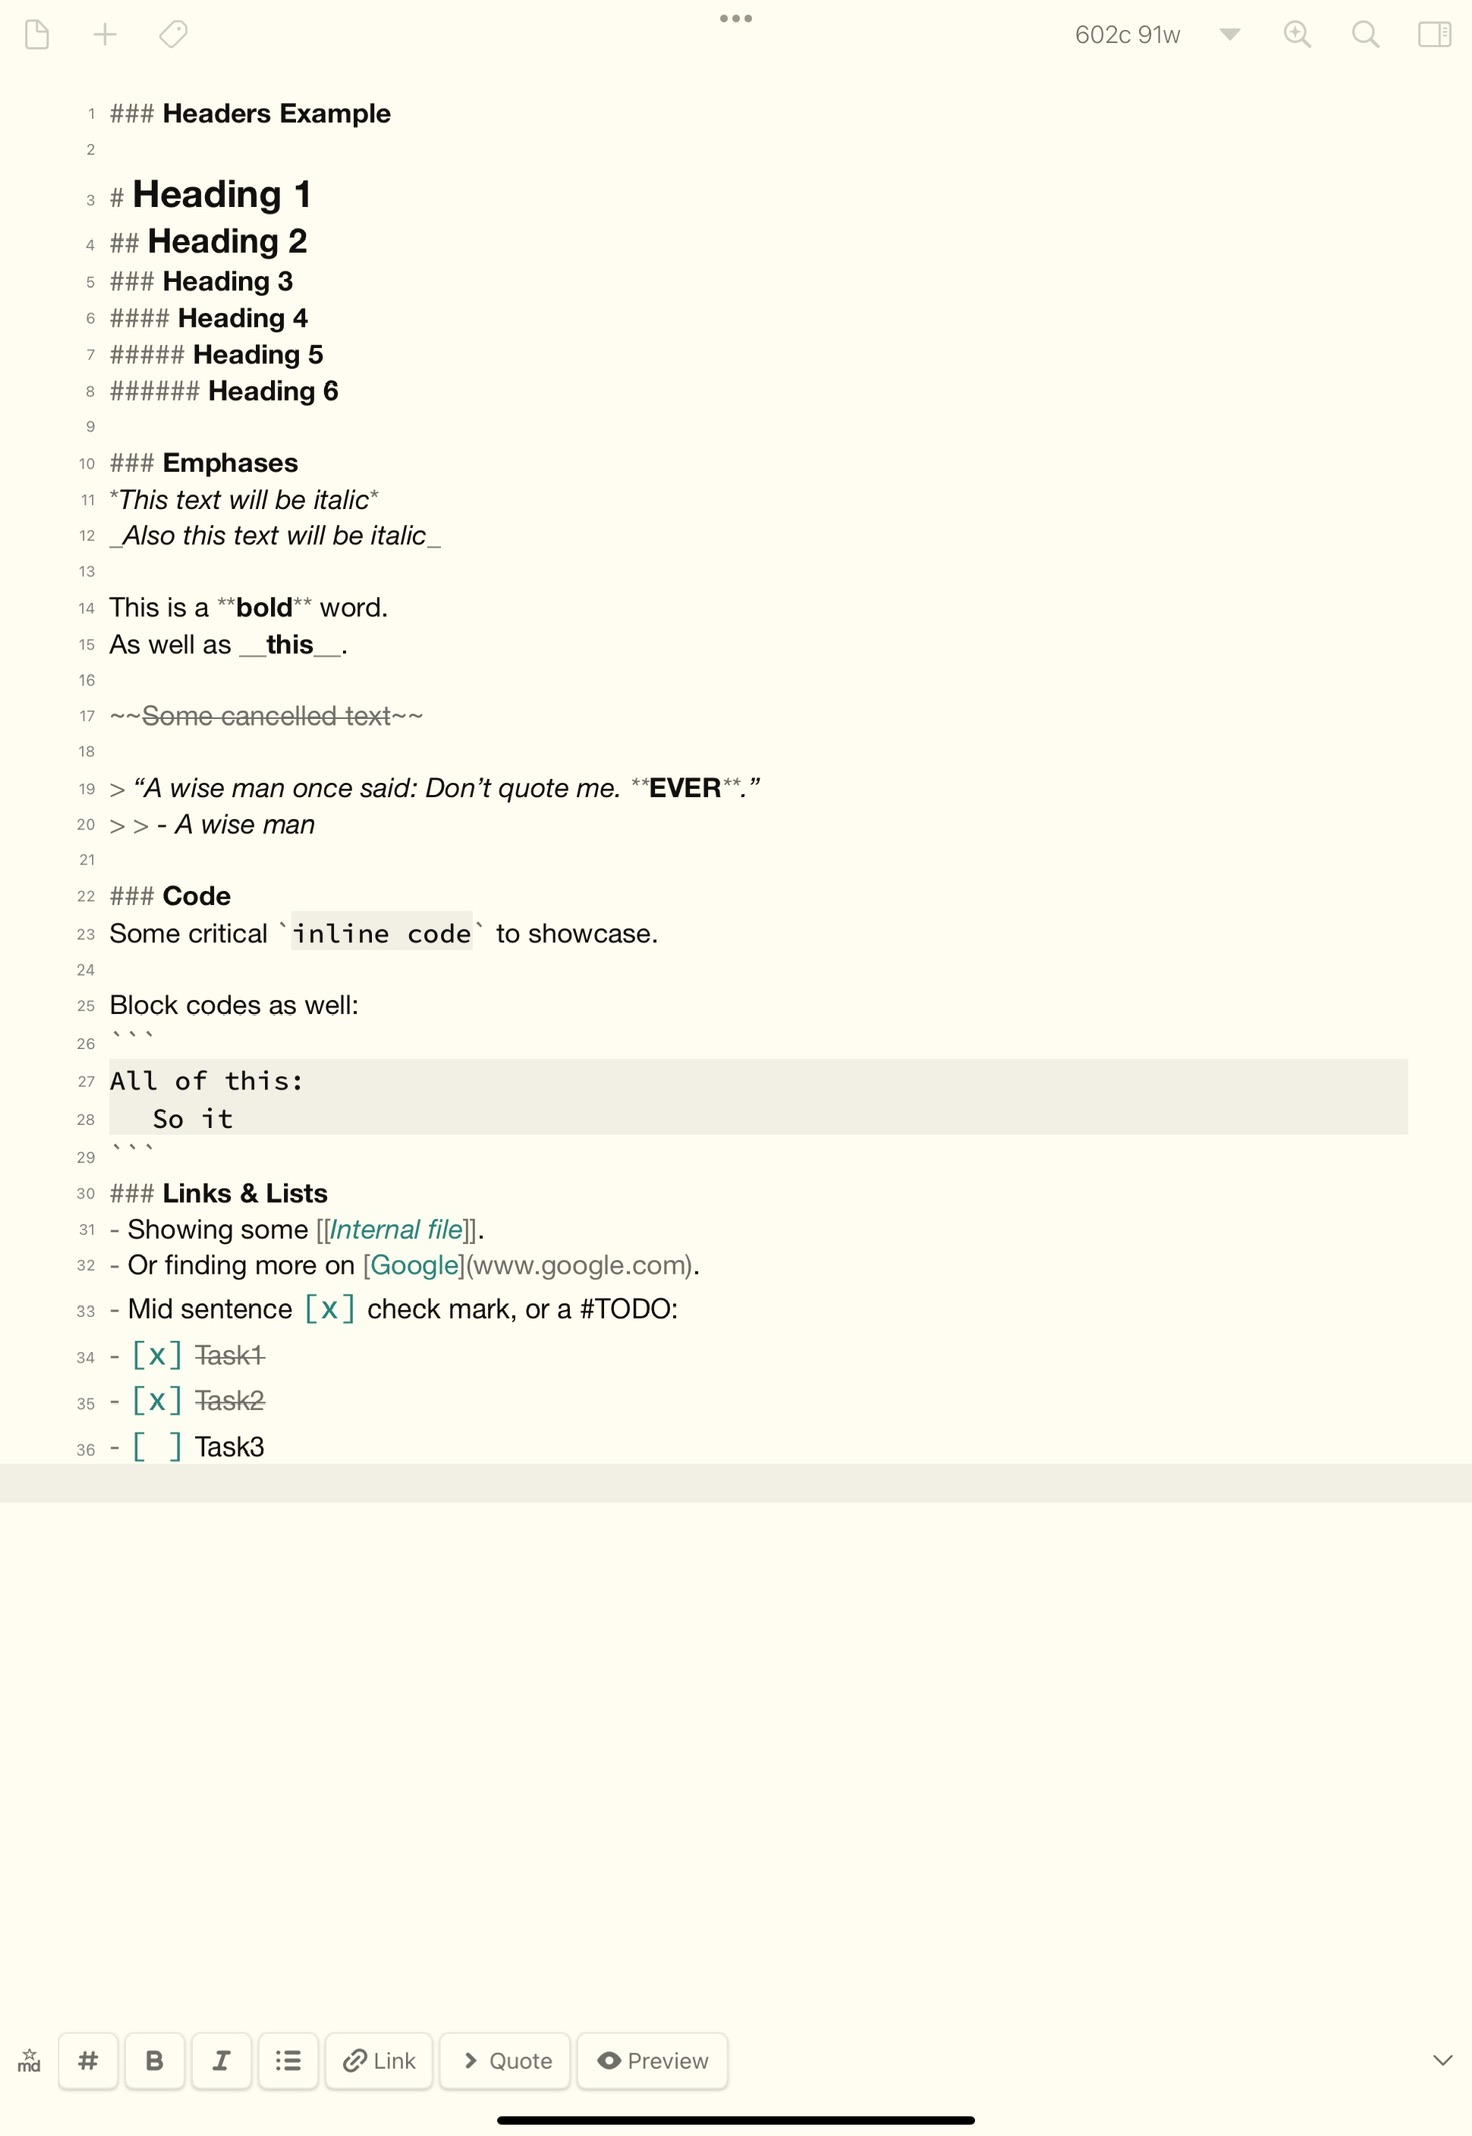 602c 91w
1 ### Headers Example
2
3 # Heading 1
4 ## Heading 2
5 ### Heading 3
6 #### Heading 4
7 ##### Heading 5
8 ###### Heading 6
9
10 ### Emphases
11 *This text will be italic*
12 _Also this text will be italic_
13
14 This is a **bold** word.
15 As well as __this__.
16
17 ~~Some cancelled text~~
18
19 > “A wise man once said: Don’t quote me. **EVER**.”
20 > > - A wise man
21
22 ### Code
23 Some critical `inline code` to showcase.
24
25 Block codes as well:
26 ```
27 All of this:
28    So it
29 ```
30 ### Links & Lists
31 - Showing some [[Internal file]].
32 - Or finding more on [Google](www.google.com).
33 - Mid sentence [x] check mark, or a #TODO:
34 - [x] Task1
35 - [x] Task2
36 - [ ] Task3
md # B I Link Quote Preview